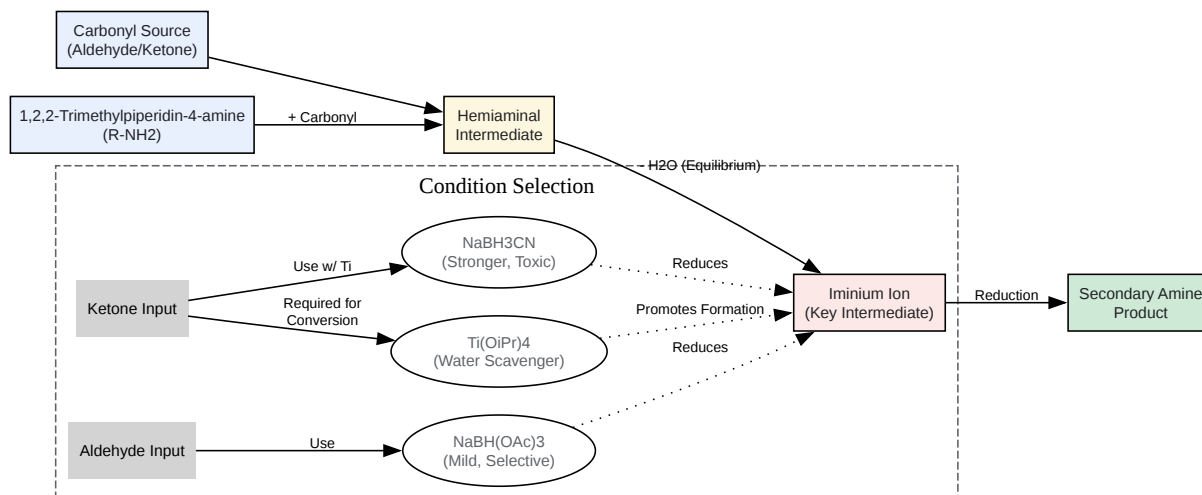 Carbonyl Source
(Aldehyde/Ketone)
1,2,2-Trimethylpiperidin-4-amine
(R-NH2)
+ Carbonyl
Hemiaminal
Intermediate
- H2O (Equilibrium)
Condition Selection
NaBH3CN
(Stronger, Toxic)
Use w/ Ti
Reduces
Ketone Input
Required for
Conversion
Promotes Formation
Iminium Ion
(Key Intermediate)
Reduction
Secondary Amine
Product
Ti(OiPr)4
(Water Scavenger)
Reduces
Aldehyde Input
Use
NaBH(OAc)3
(Mild, Selective)